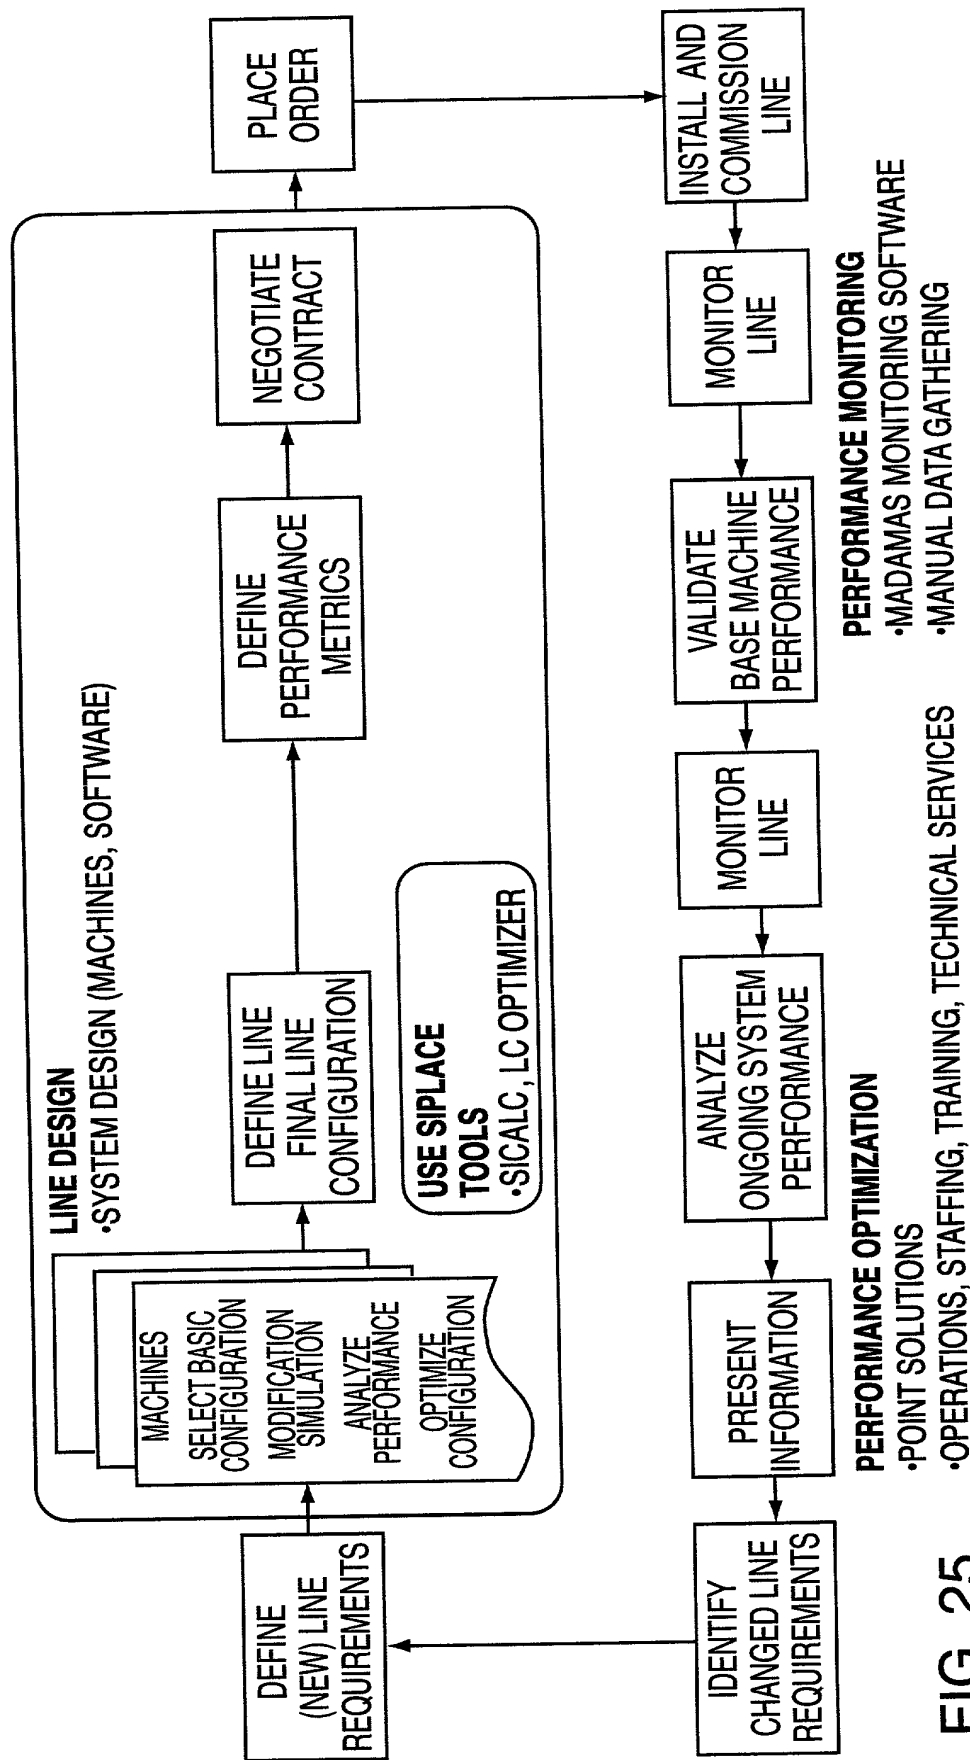 LINE DESIGN
•SYSTEM DESIGN (MACHINES, SOFTWARE)
DEFINE
(NEW) LINE
REQUIREMENTS
MACHINES
SELECT BASIC
CONFIGURATION
MODIFICATION
SIMULATION
ANALYZE
PERFORMANCE
OPTIMIZE
CONFIGURATION
DEFINE LINE
FINAL LINE
CONFIGURATION
USE SIPLACE
TOOLS
•SICALC, LC OPTIMIZER
DEFINE
PERFORMANCE
METRICS
NEGOTIATE
CONTRACT
PLACE
ORDER
INSTALL AND
COMMISSION
LINE
MONITOR
LINE
VALIDATE
BASE MACHINE
PERFORMANCE
MONITOR
LINE
ANALYZE
ONGOING SYSTEM
PERFORMANCE
PRESENT
INFORMATION
IDENTIFY
CHANGED LINE
REQUIREMENTS
PERFORMANCE OPTIMIZATION
•POINT SOLUTIONS
•OPERATIONS, STAFFING, TRAINING, TECHNICAL SERVICES
PERFORMANCE MONITORING
•MADAMAS MONITORING SOFTWARE
•MANUAL DATA GATHERING
FIG. 25